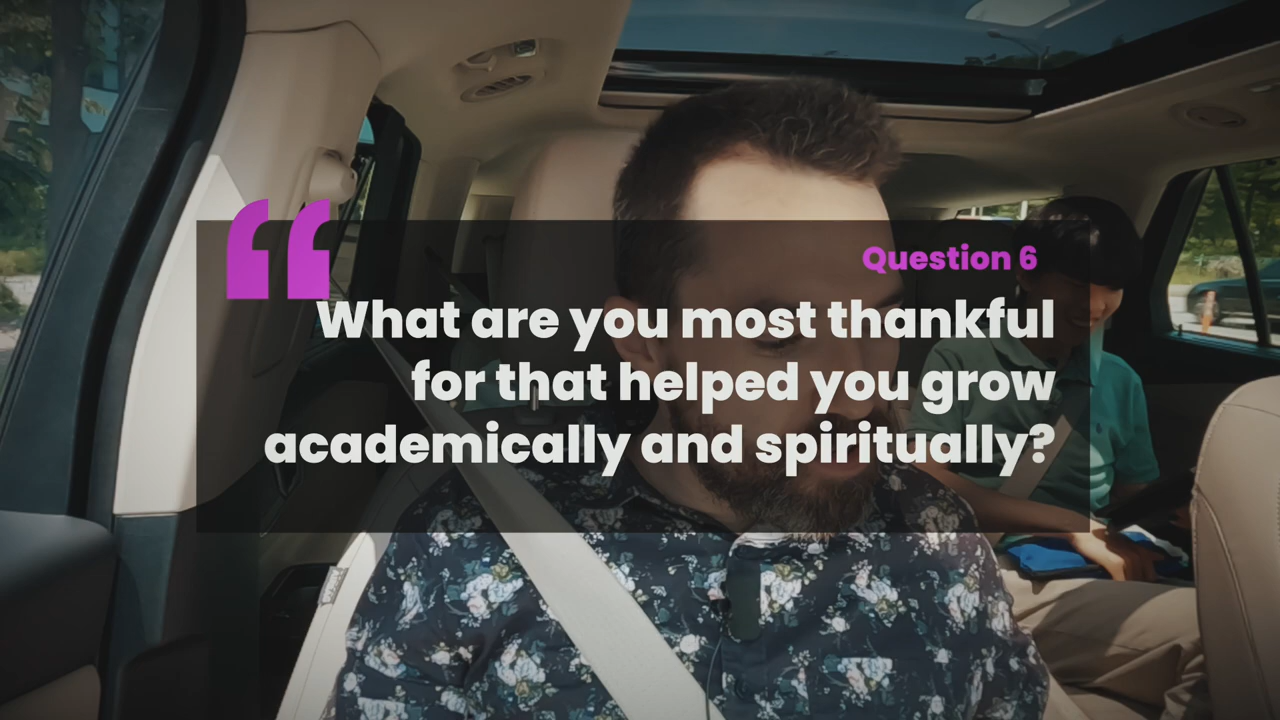 “
Question 6
What are you most thankful
for that helped you grow
academically and spiritually?